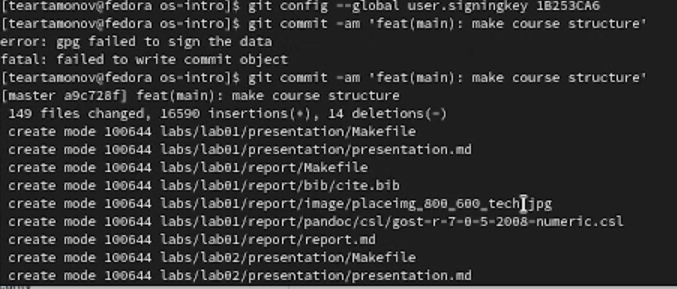 [teartamonov@fedora os-intro]$ git config --global user.signingkey 1B253CA6
[teartamonov@fedora os-intro]$ git commit -am 'feat(main): make course structure'
error: gpg failed to sign the data
fatal: failed to write commit object
[teartamonov@fedora os-intro]$ git commit -am 'feat(main): make course structure'
[master a9c728f] feat(main): make course structure
 149 files changed, 16590 insertions(+), 14 deletions(-)
 create mode 100644 labs/lab01/presentation/Makefile
 create mode 100644 labs/lab01/presentation/presentation.md
 create mode 100644 labs/lab01/report/Makefile
 create mode 100644 labs/lab01/report/bib/cite.bib
 create mode 100644 labs/lab01/report/image/placeimg_800_600_tech.jpg
 create mode 100644 labs/lab01/report/pandoc/csl/gost-r-7-0-5-2008-numeric.csl
 create mode 100644 labs/lab01/report/report.md
 create mode 100644 labs/lab02/presentation/Makefile
 create mode 100644 labs/lab02/presentation/presentation.md